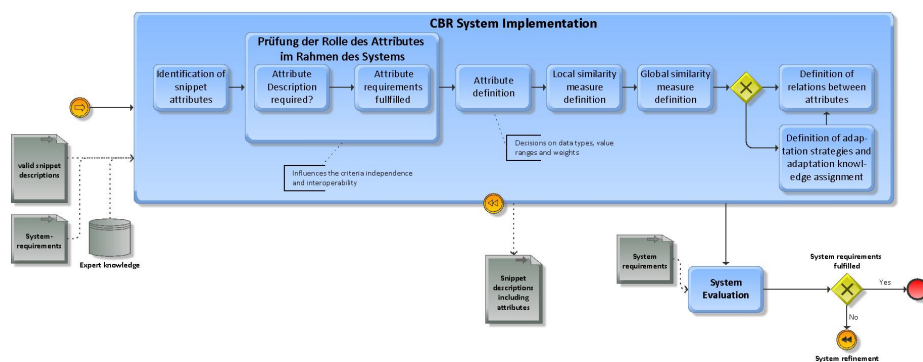 CBR System Implementation
Prüfung der Rolle des Attributes
im Rahmen des Systems
Identification of
snippet
attributes
Attribute
Description
required?
Attribute
requirements
fullfilled
Attribute
definition
Local similarity
measure
definition
Global similarity
measure
definition
Definition of
relations between
attributes
Definition of adap-
tation strategies and
adaptation knowl-
edge assignment
Decisions on data types, value
ranges and weights
Influences the criteria independence
and interoperability
valid snippet
descriptions
System-
requirements
Expert knowledge
Snippet
descriptions
including
attributes
System
requirements
System
Evaluation
System requirements
fulfilled
Yes
No
System refinement